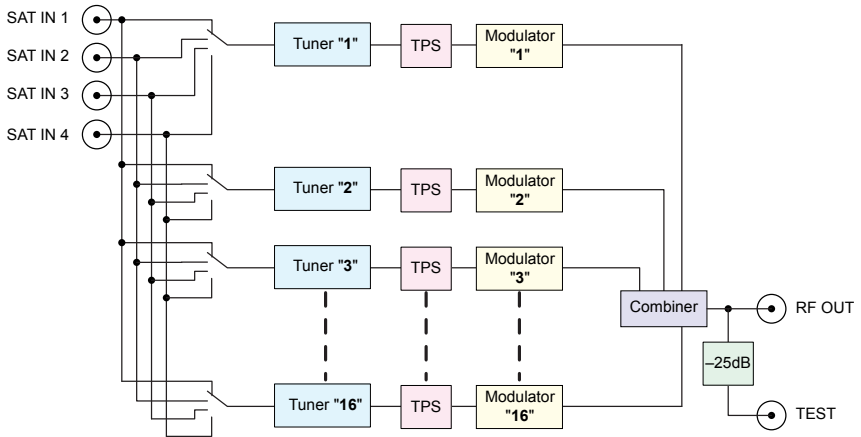 SAT IN 1
SAT IN 2
SAT IN 3
SAT IN 4
Tuner "1"
TPS
Modulator
"1"
Tuner "2"
TPS
Modulator
"2"
Tuner "3"
TPS
Modulator
"3"
Combiner
RF OUT
–25dB
Tuner "16"
TPS
Modulator
"16"
TEST